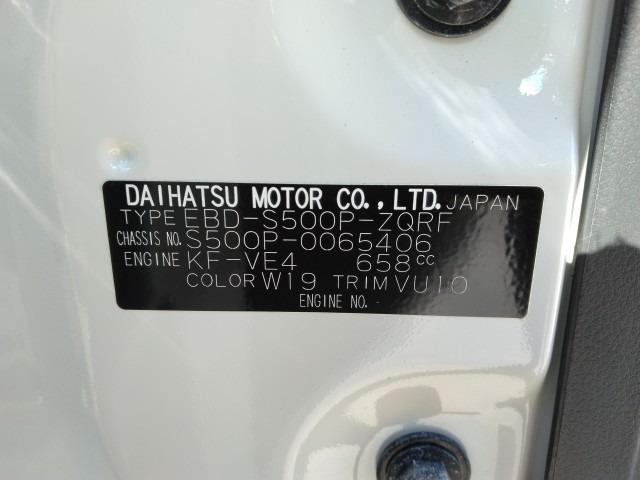 DAIHATSU MOTOR CO.,LTD. JAPAN
TYPE EBD-S500P-ZQRF
CHASSIS NO. S500P-0065406
ENGINE KF-VE4 658cc
COLOR W19 TRIM VU10
ENGINE NO. -